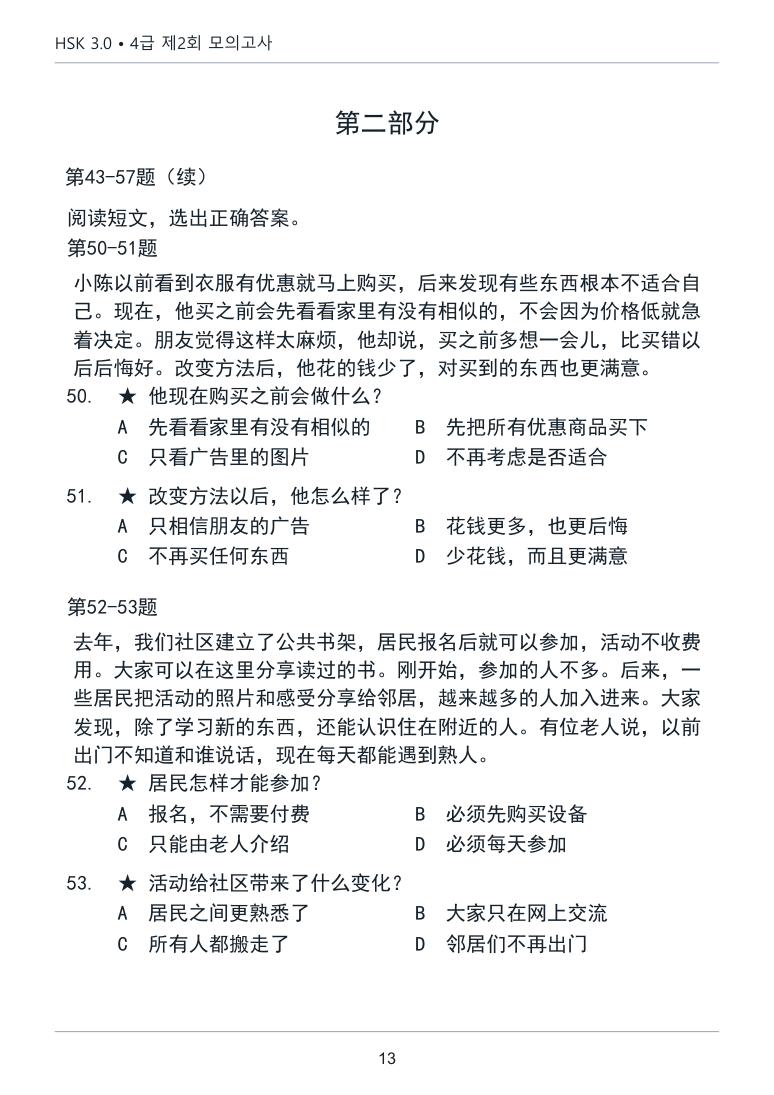 HSK 3.0 • 4급 제2회 모의고사
第二部分
第43-57题（续）
阅读短文，选出正确答案。
第50-51题
小陈以前看到衣服有优惠就马上购买，后来发现有些东西根本不适合自
己。现在，他买之前会先看看家里有没有相似的，不会因为价格低就急
着决定。朋友觉得这样太麻烦，他却说，买之前多想一会儿，比买错以
后后悔好。改变方法后，他花的钱少了，对买到的东西也更满意。
50. ★ 他现在购买之前会做什么？
A 先看看家里有没有相似的 B 先把所有优惠商品买下
C 只看广告里的图片 D 不再考虑是否适合
51. ★ 改变方法以后，他怎么样了？
A 只相信朋友的广告 B 花钱更多，也更后悔
C 不再买任何东西 D 少花钱，而且更满意
第52-53题
去年，我们社区建立了公共书架，居民报名后就可以参加，活动不收费
用。大家可以在这里分享读过的书。刚开始，参加的人不多。后来，一
些居民把活动的照片和感受分享给邻居，越来越多的人加入进来。大家
发现，除了学习新的东西，还能认识住在附近的人。有位老人说，以前
出门不知道和谁说话，现在每天都能遇到熟人。
52. ★ 居民怎样才能参加？
A 报名，不需要付费 B 必须先购买设备
C 只能由老人介绍 D 必须每天参加
53. ★ 活动给社区带来了什么变化？
A 居民之间更熟悉了 B 大家只在网上交流
C 所有人都搬走了 D 邻居们不再出门
13